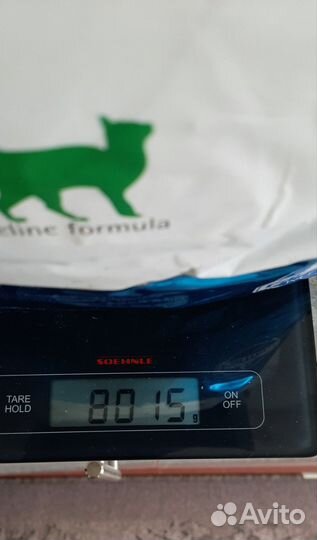 eline formula
SOEHNLE
TARE
HOLD
8015g
ON
OFF
Avito